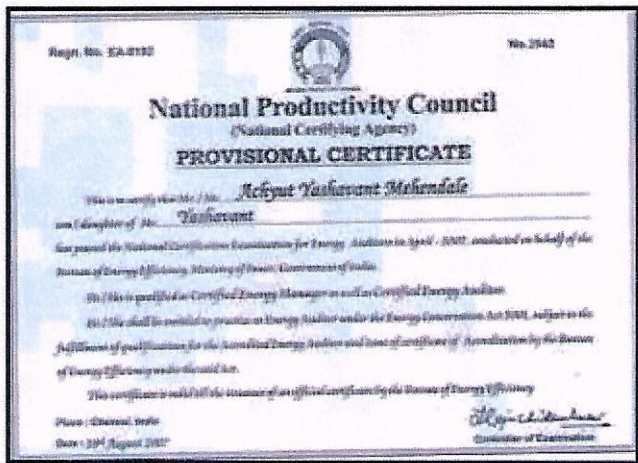 Regn. No. EA-0192
No. 2562
National Productivity Council
(National Certifying Agency)
PROVISIONAL CERTIFICATE
This is to certify that Mr. / Ms. Achyut Yashavant Mehendale
son / daughter of Mr. Yashavant
has passed the National Certification Examination for Energy Auditors in April - 2007, conducted on behalf of the
Bureau of Energy Efficiency, Ministry of Power, Government of India.
He / She is qualified as Certified Energy Manager as well as Certified Energy Auditor.
He / She shall be entitled to practice as Energy Auditor under the Energy Conservation Act 2001, subject to the
fulfillment of qualifications for the Accredited Energy Auditor and issue of certificate of Accreditation by the Bureau
of Energy Efficiency under the said Act.
This certificate is valid till the issuance of an official certificate by the Bureau of Energy Efficiency
Place : Chennai, India
Date : August 2007
Controller of Examination